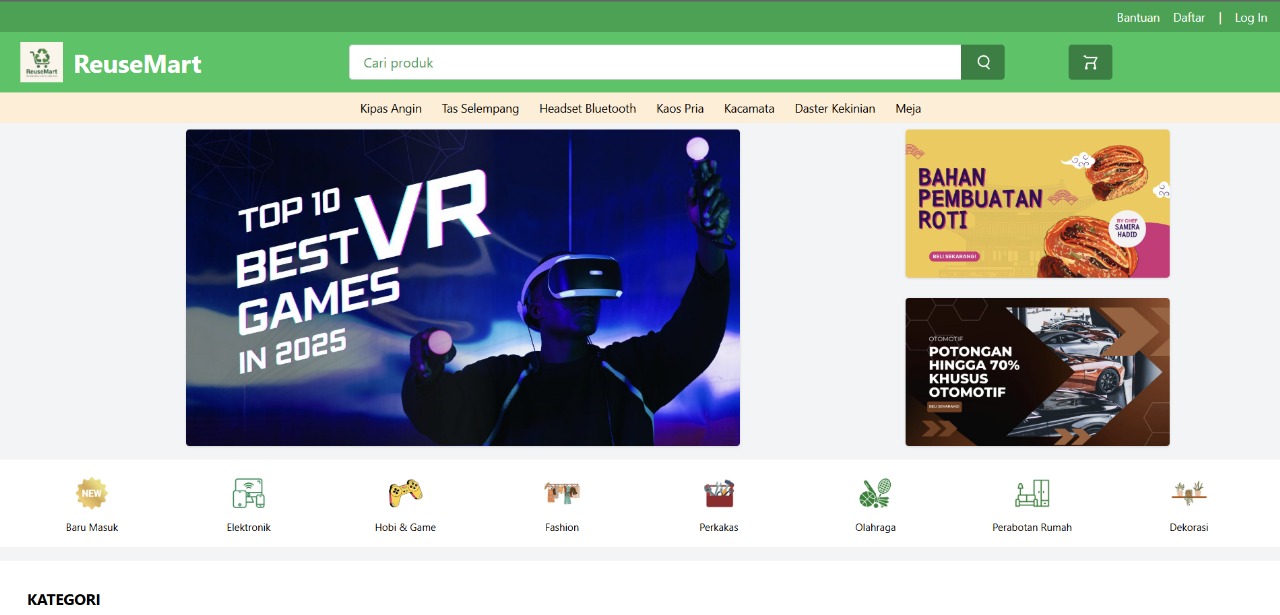 Bantuan Daftar | Log In
ReuseMart
ReuseMart
Cari produk
Kipas Angin Tas Selempang Headset Bluetooth Kaos Pria Kacamata Daster Kekinian Meja
TOP 10
BEST VR
GAMES
IN 2025
BAHAN
PEMBUATAN
ROTI
BY CHEF
SAMIRA
HADID
BELI SEKARANG!
OTOMOTIF
POTONGAN
HINGGA 70%
KHUSUS
OTOMOTIF
BELI SEKARANG!
NEW
Baru Masuk Elektronik Hobi & Game Fashion Perkakas Olahraga Perabotan Rumah Dekorasi
KATEGORI